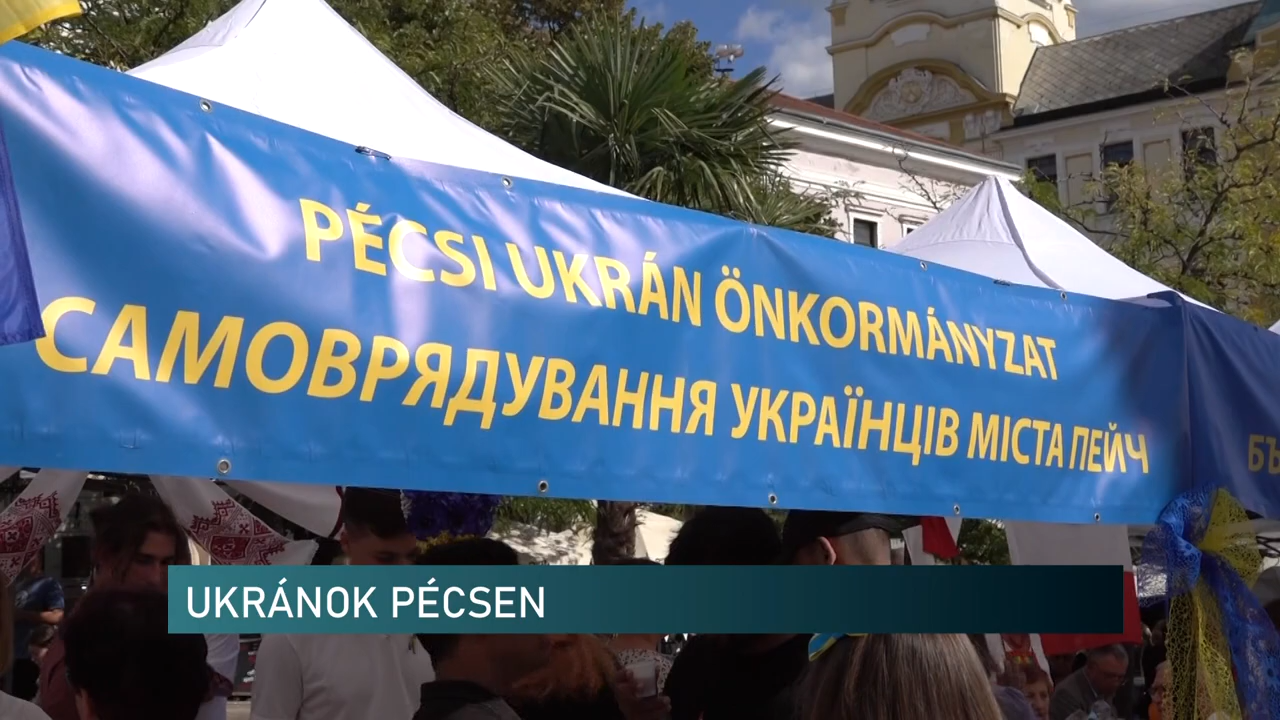 PÉCSI UKRÁN ÖNKORMÁNYZAT
САМОВРЯДУВАННЯ УКРАЇНЦІВ МІСТА ПЕЙЧ
UKRÁNOK PÉCSEN